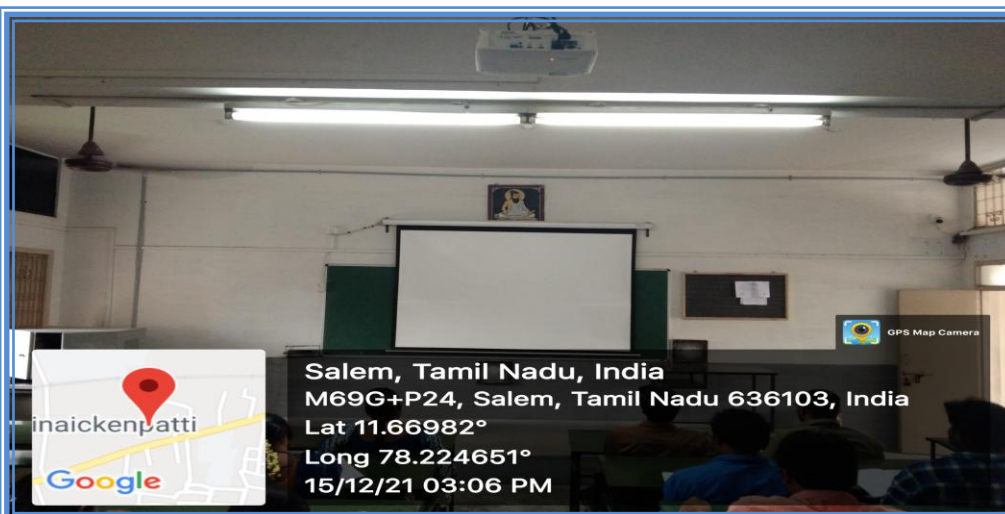 GPS Map Camera
Salem, Tamil Nadu, India
M69G+P24, Salem, Tamil Nadu 636103, India
Lat 11.66982°
Long 78.224651°
15/12/21 03:06 PM
inaickenpatti
Google